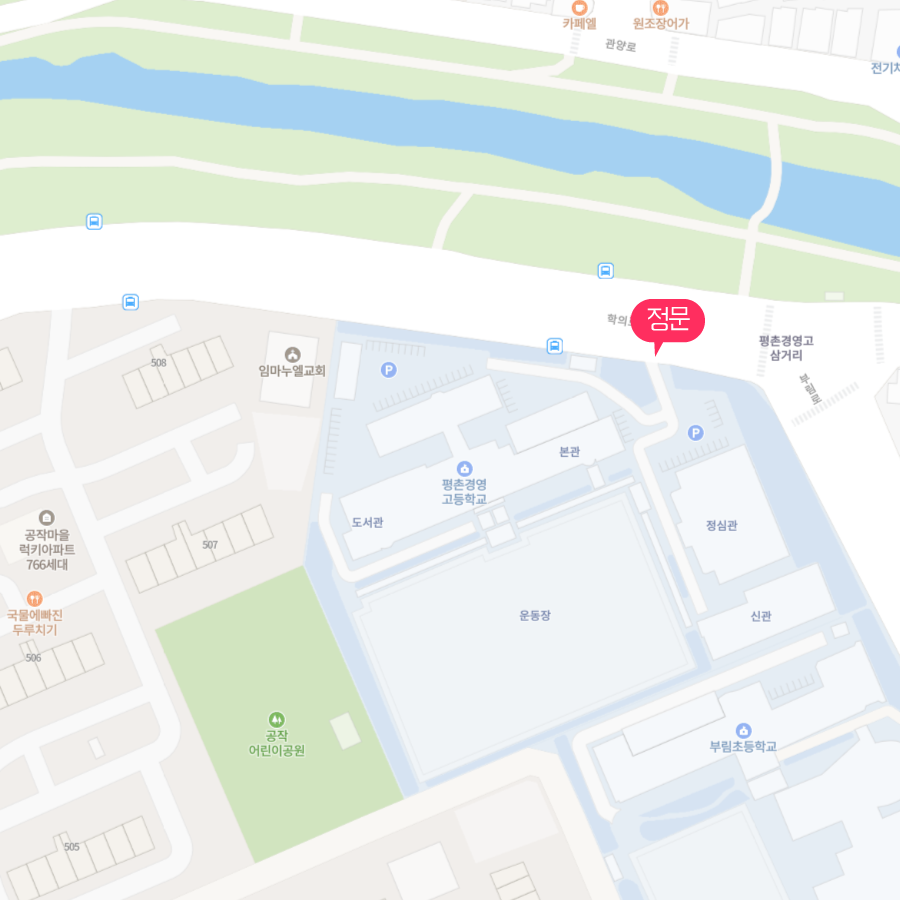 카페엘
원조장어가
관양로
전기차
학의로
정문
평촌경영고
삼거리
부림로
508
임마누엘교회
본관
평촌경영
고등학교
도서관
정심관
공작마을
럭키아파트
766세대
507
국물에빠진
두루치기
운동장
신관
506
공작
어린이공원
부림초등학교
505